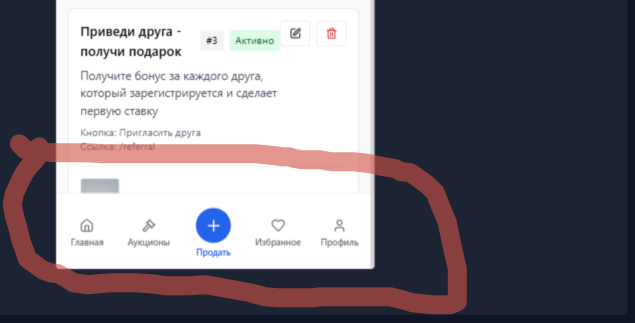 Приведи друга -
получи подарок
#3
Активно
Получите бонус за каждого друга,
который зарегистрируется и сделает
первую ставку
Кнопка: Пригласить друга
Ссылка: /referral
Главная
Аукционы
Продать
Избранное
Профиль